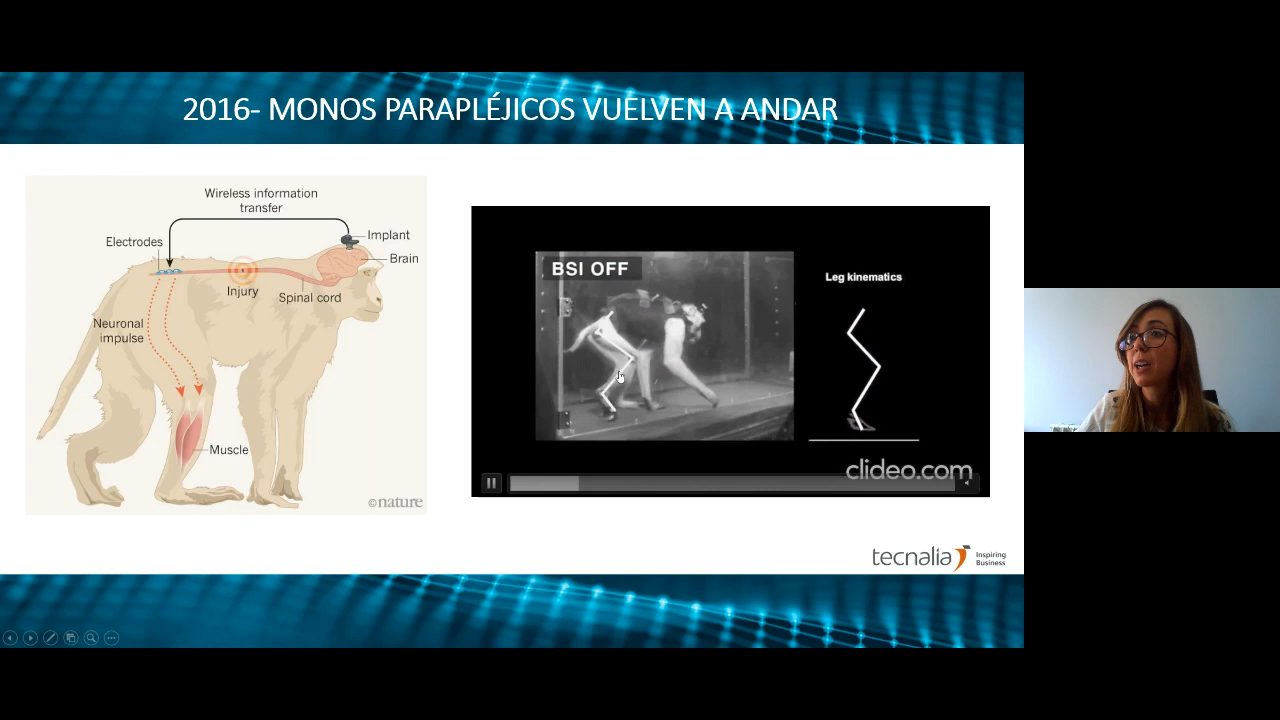 2016- MONOS PARAPLÉJICOS VUELVEN A ANDAR
Wireless information
transfer
Electrodes
Implant
Brain
Injury
Spinal cord
Neuronal
impulse
Muscle
©nature
BSI OFF
Leg kinematics
clideo.com
tecnalia
Inspiring
Business